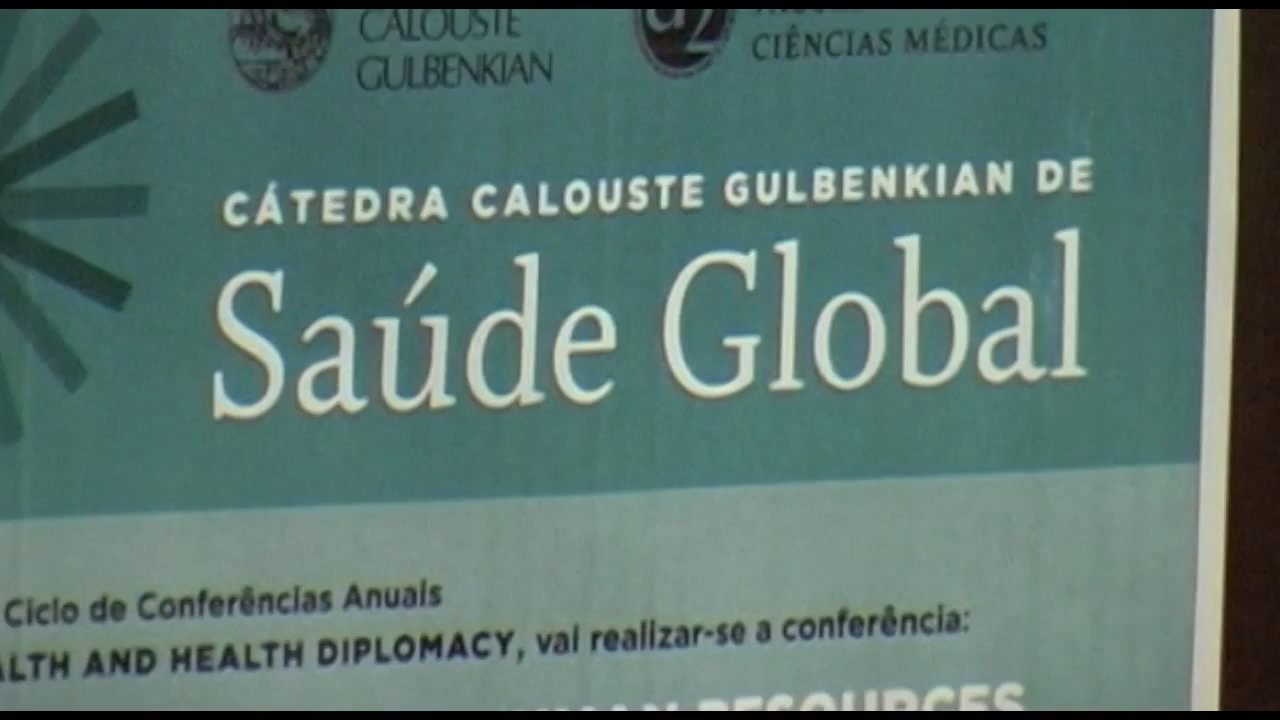 CALOUSTE
GULBENKIAN
CIÊNCIAS MÉDICAS
CÁTEDRA CALOUSTE GULBENKIAN DE
Saúde Global
Ciclo de Conferências Anuais
AND HEALTH DIPLOMACY, vai realizar-se a conferência:
RESOURCES